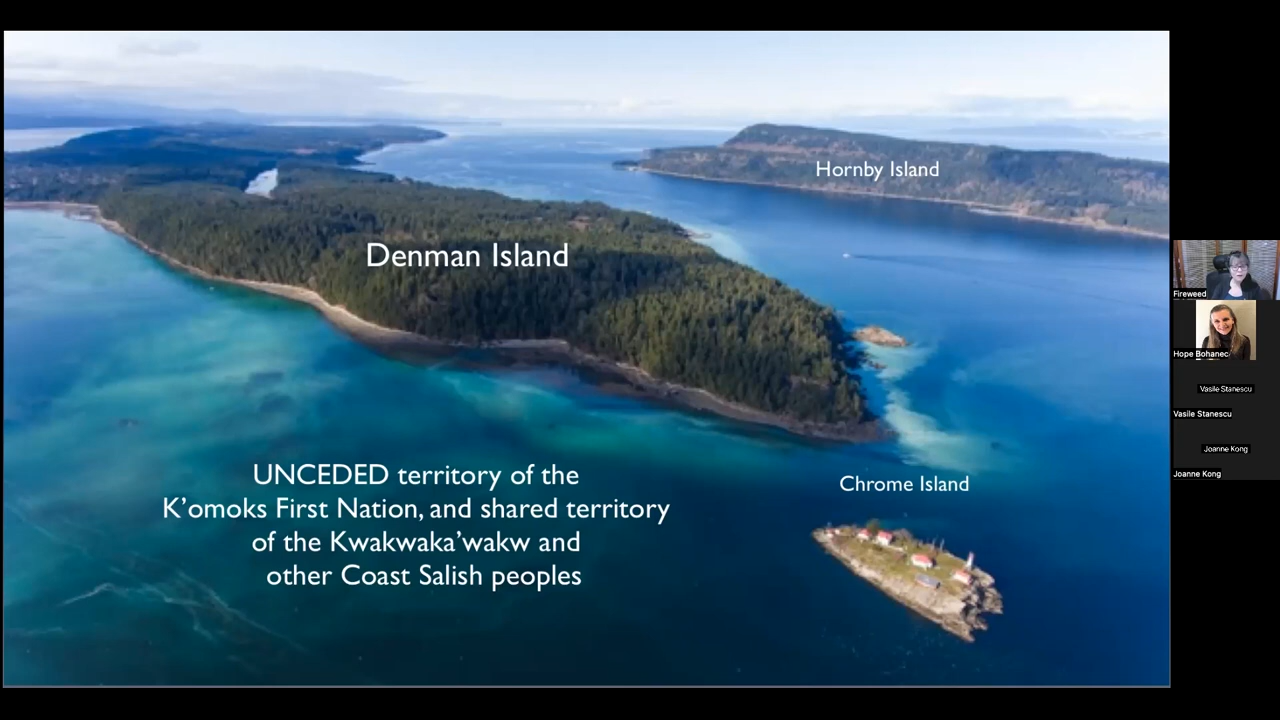 Hornby Island
Denman Island
UNCEDED territory of the
K'omoks First Nation, and shared territory
of the Kwakwaka'wakw and
other Coast Salish peoples
Chrome Island
Fireweed
Hope Bohanec
Vasile Stanescu
Vasile Stanescu
Joanne Kong
Joanne Kong